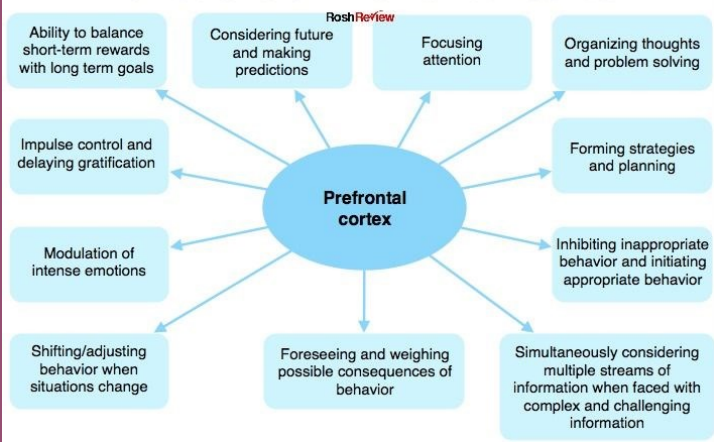 RoshReview
Ability to balance
short-term rewards
with long term goals
Considering future
and making
predictions
Focusing
attention
Organizing thoughts
and problem solving
Impulse control and
delaying gratification
Prefrontal
cortex
Forming strategies
and planning
Modulation of
intense emotions
Inhibiting inappropriate
behavior and initiating
appropriate behavior
Shifting/adjusting
behavior when
situations change
Foreseeing and weighing
possible consequences of
behavior
Simultaneously considering
multiple streams of
information when faced with
complex and challenging
information